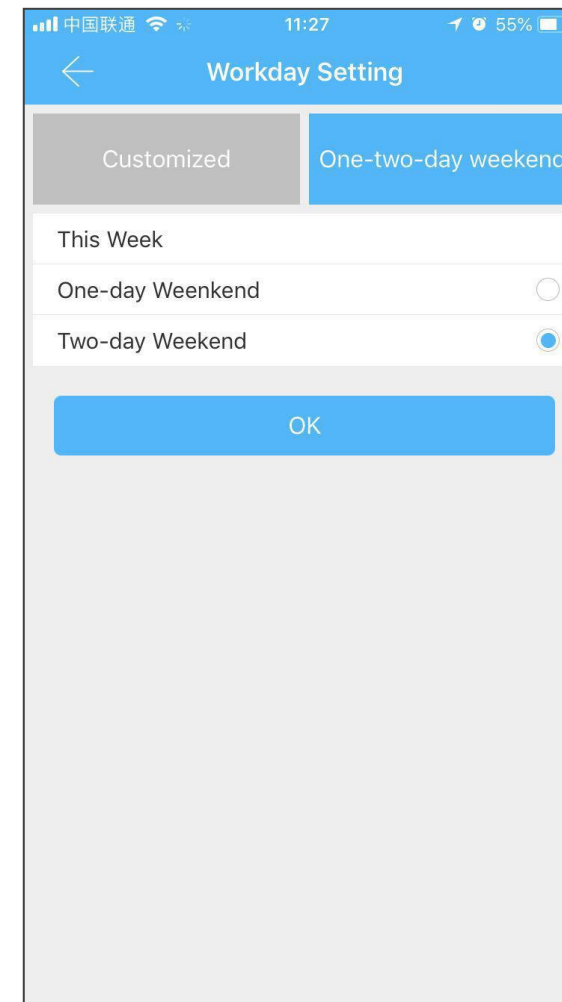 中国联通 11:27 55%
Workday Setting
Customized One-two-day weekend
This Week
One-day Weenkend
Two-day Weekend
OK